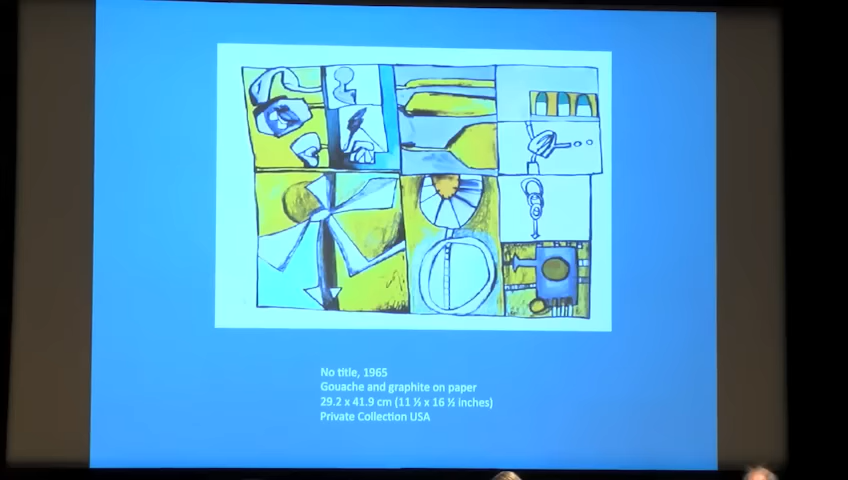 No title, 1965
Gouache and graphite on paper
29.2 x 41.9 cm (11 ½ x 16 ½ inches)
Private Collection USA